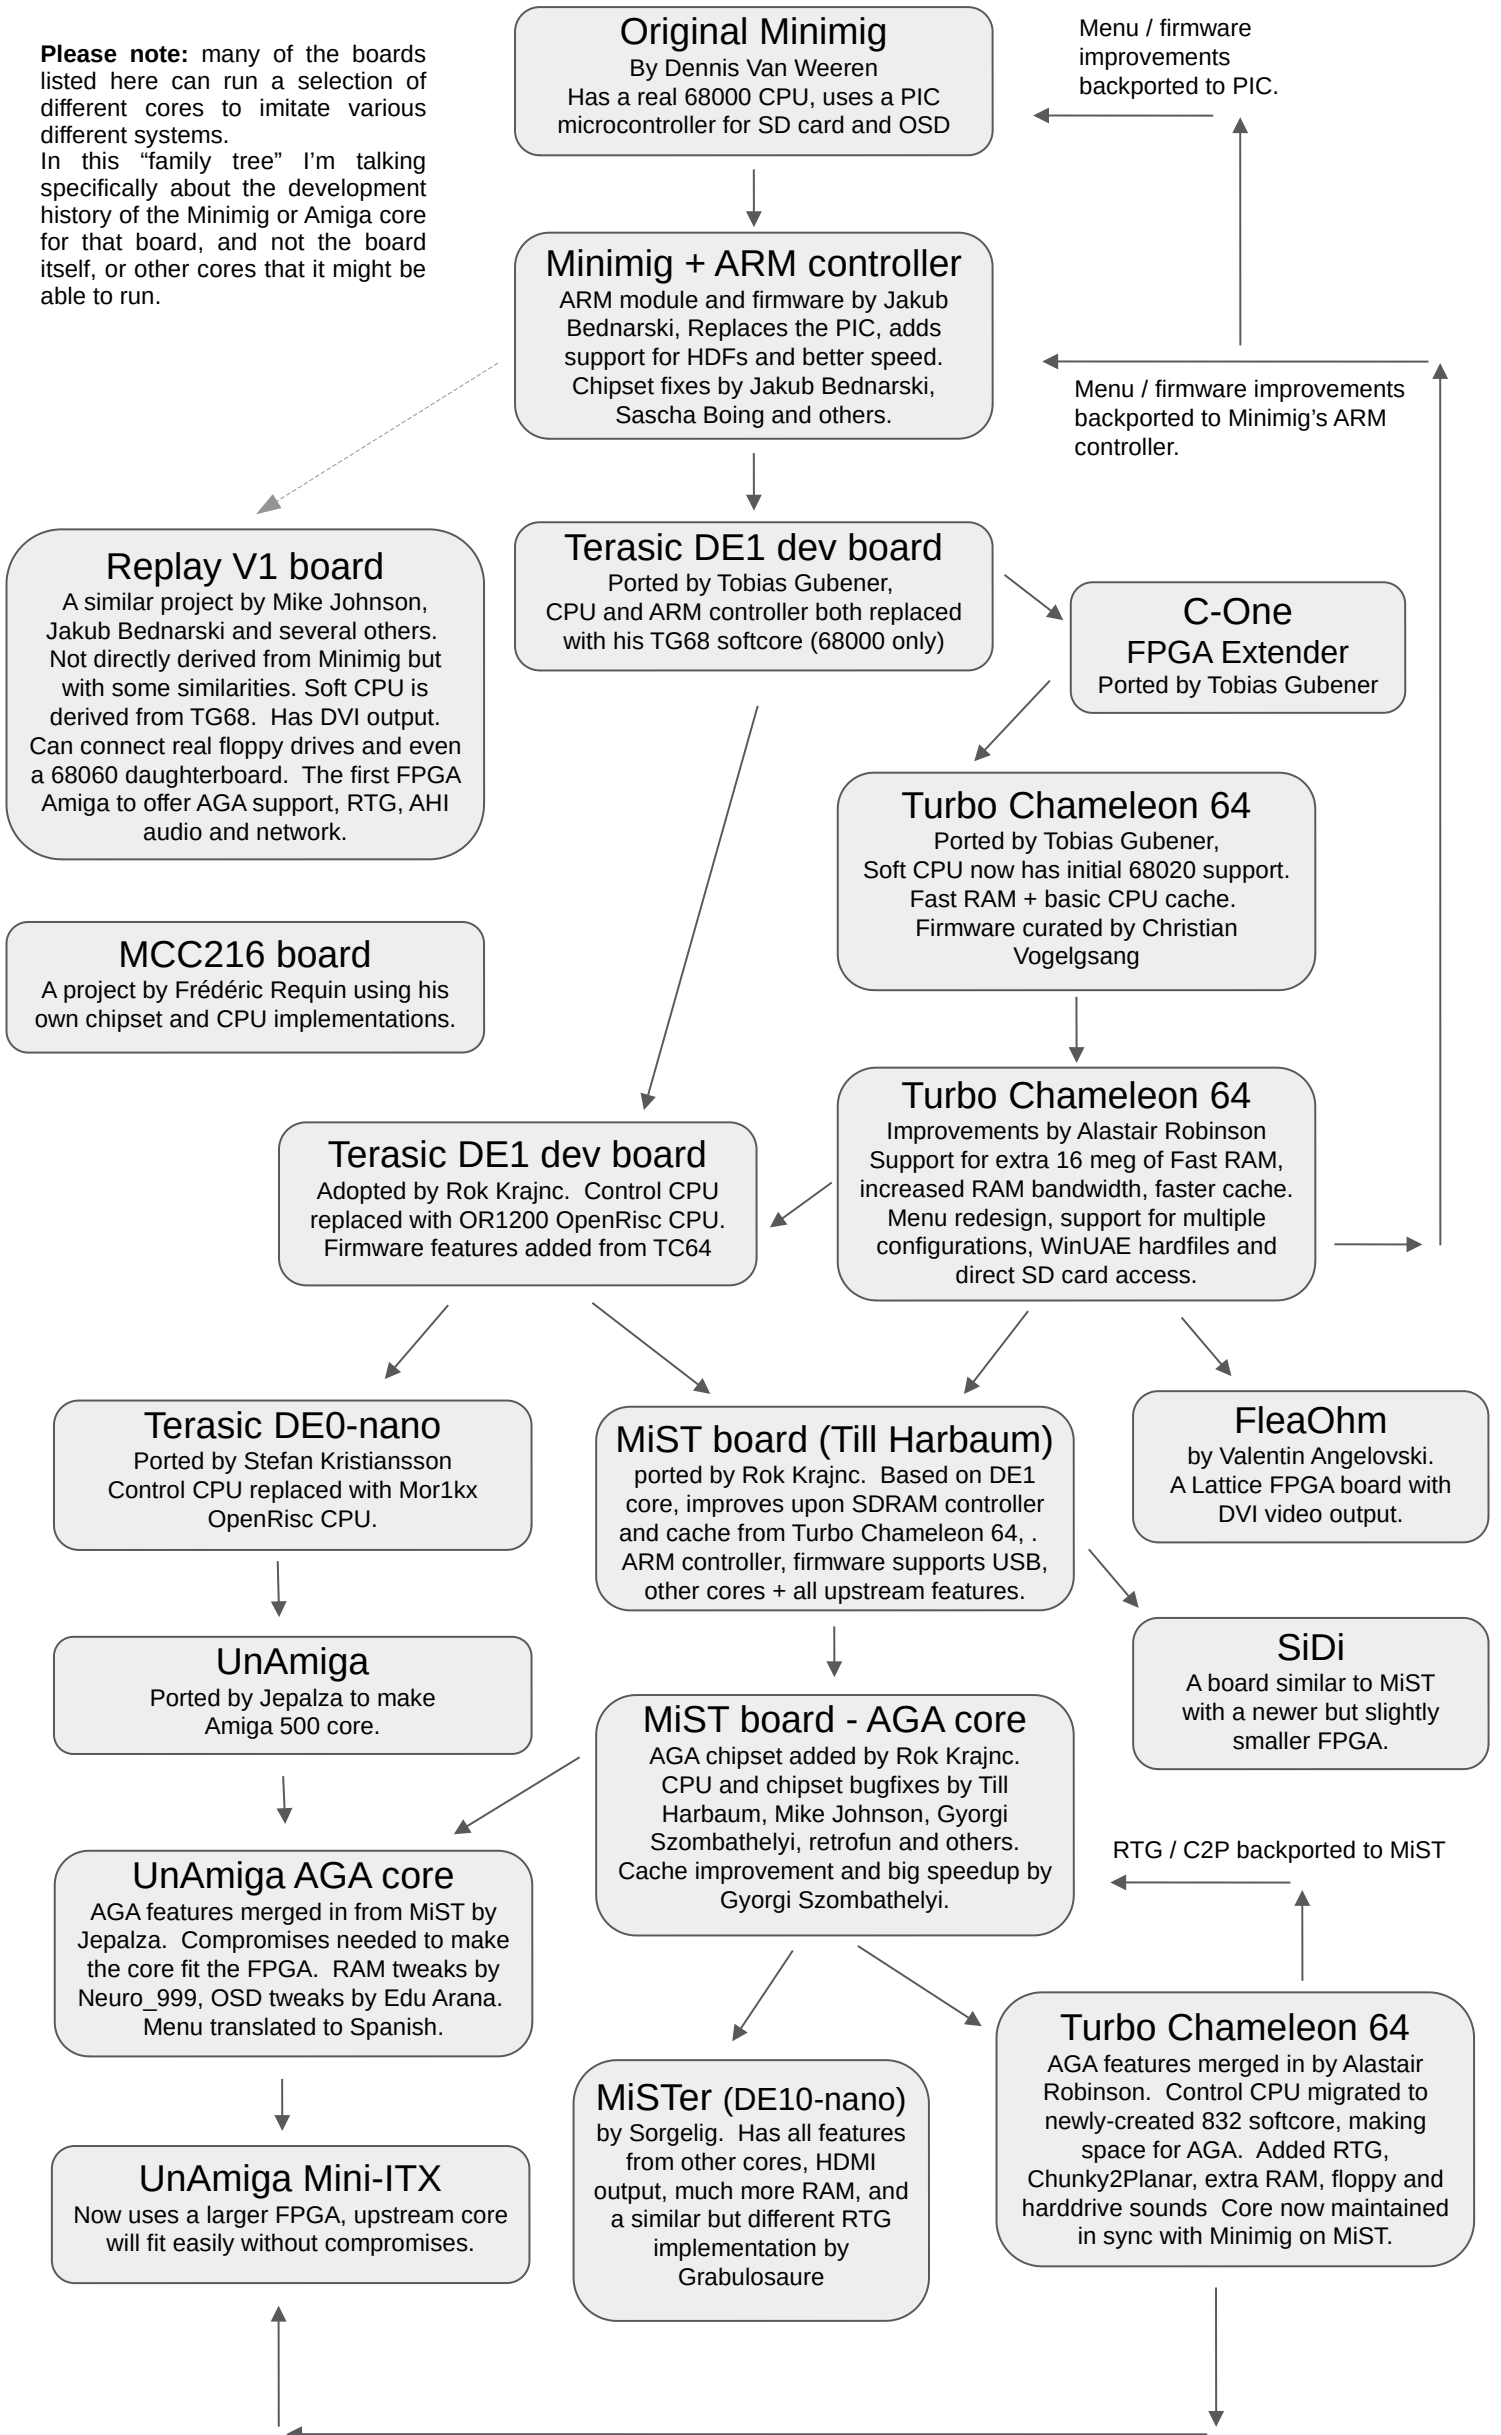 Please note: many of the boards
listed here can run a selection of
different cores to imitate various
different systems.
In this “family tree” I’m talking
specifically about the development
history of the Minimig or Amiga core
for that board, and not the board
itself, or other cores that it might be
able to run.
Original Minimig
By Dennis Van Weeren
Has a real 68000 CPU, uses a PIC
microcontroller for SD card and OSD
Menu / firmware
improvements
backported to PIC.
Minimig + ARM controller
ARM module and firmware by Jakub
Bednarski, Replaces the PIC, adds
support for HDFs and better speed.
Chipset fixes by Jakub Bednarski,
Sascha Boing and others.
Menu / firmware improvements
backported to Minimig’s ARM
controller.
Replay V1 board
A similar project by Mike Johnson,
Jakub Bednarski and several others.
Not directly derived from Minimig but
with some similarities. Soft CPU is
derived from TG68.  Has DVI output.
Can connect real floppy drives and even
a 68060 daughterboard.  The first FPGA
Amiga to offer AGA support, RTG, AHI
audio and network.
Terasic DE1 dev board
Ported by Tobias Gubener,
CPU and ARM controller both replaced
with his TG68 softcore (68000 only)
C-One
FPGA Extender
Ported by Tobias Gubener
Turbo Chameleon 64
Ported by Tobias Gubener,
Soft CPU now has initial 68020 support.
Fast RAM + basic CPU cache.
Firmware curated by Christian
Vogelgsang
MCC216 board
A project by Frédéric Requin using his
own chipset and CPU implementations.
Turbo Chameleon 64
Improvements by Alastair Robinson
Support for extra 16 meg of Fast RAM,
increased RAM bandwidth, faster cache.
Menu redesign, support for multiple
configurations, WinUAE hardfiles and
direct SD card access.
Terasic DE1 dev board
Adopted by Rok Krajnc.  Control CPU
replaced with OR1200 OpenRisc CPU.
Firmware features added from TC64
Terasic DE0-nano
Ported by Stefan Kristiansson
Control CPU replaced with Mor1kx
OpenRisc CPU.
MiST board (Till Harbaum)
ported by Rok Krajnc.  Based on DE1
core, improves upon SDRAM controller
and cache from Turbo Chameleon 64, .
ARM controller, firmware supports USB,
other cores + all upstream features.
FleaOhm
by Valentin Angelovski.
A Lattice FPGA board with
DVI video output.
UnAmiga
Ported by Jepalza to make
Amiga 500 core.
SiDi
A board similar to MiST
with a newer but slightly
smaller FPGA.
MiST board - AGA core
AGA chipset added by Rok Krajnc.
CPU and chipset bugfixes by Till
Harbaum, Mike Johnson, Gyorgi
Szombathelyi, retrofun and others.
Cache improvement and big speedup by
Gyorgi Szombathelyi.
RTG / C2P backported to MiST
UnAmiga AGA core
AGA features merged in from MiST by
Jepalza.  Compromises needed to make
the core fit the FPGA.  RAM tweaks by
Neuro_999, OSD tweaks by Edu Arana.
Menu translated to Spanish.
MiSTer (DE10-nano)
by Sorgelig.  Has all features
from other cores, HDMI
output, much more RAM, and
a similar but different RTG
implementation by
Grabulosaure
Turbo Chameleon 64
AGA features merged in by Alastair
Robinson.  Control CPU migrated to
newly-created 832 softcore, making
space for AGA.  Added RTG,
Chunky2Planar, extra RAM, floppy and
harddrive sounds  Core now maintained
in sync with Minimig on MiST.
UnAmiga Mini-ITX
Now uses a larger FPGA, upstream core
will fit easily without compromises.